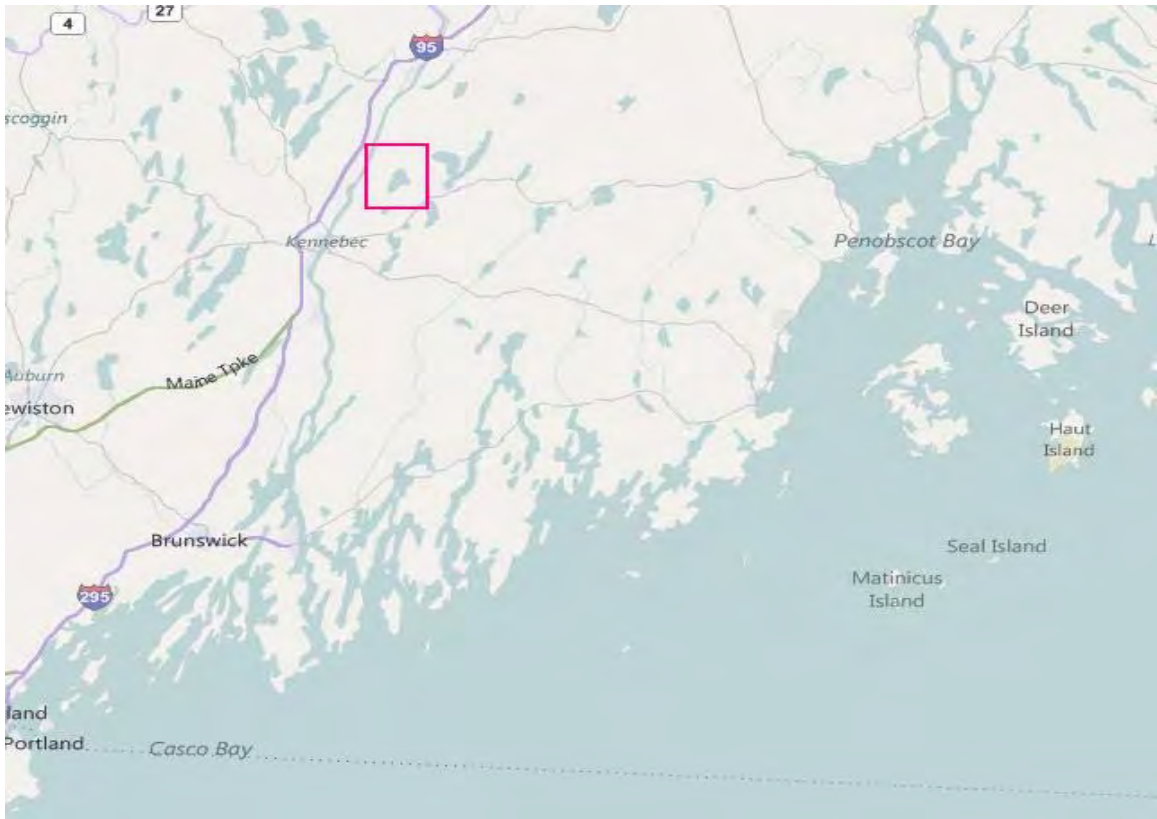 27
4
95
scoggin
Kennebec
Penobscot Bay
L
Deer
Island
Maine Tpke
Auburn
ewiston
Haut
Island
Brunswick
Seal Island
Matinicus
Island
295
land
Portland
Casco Bay